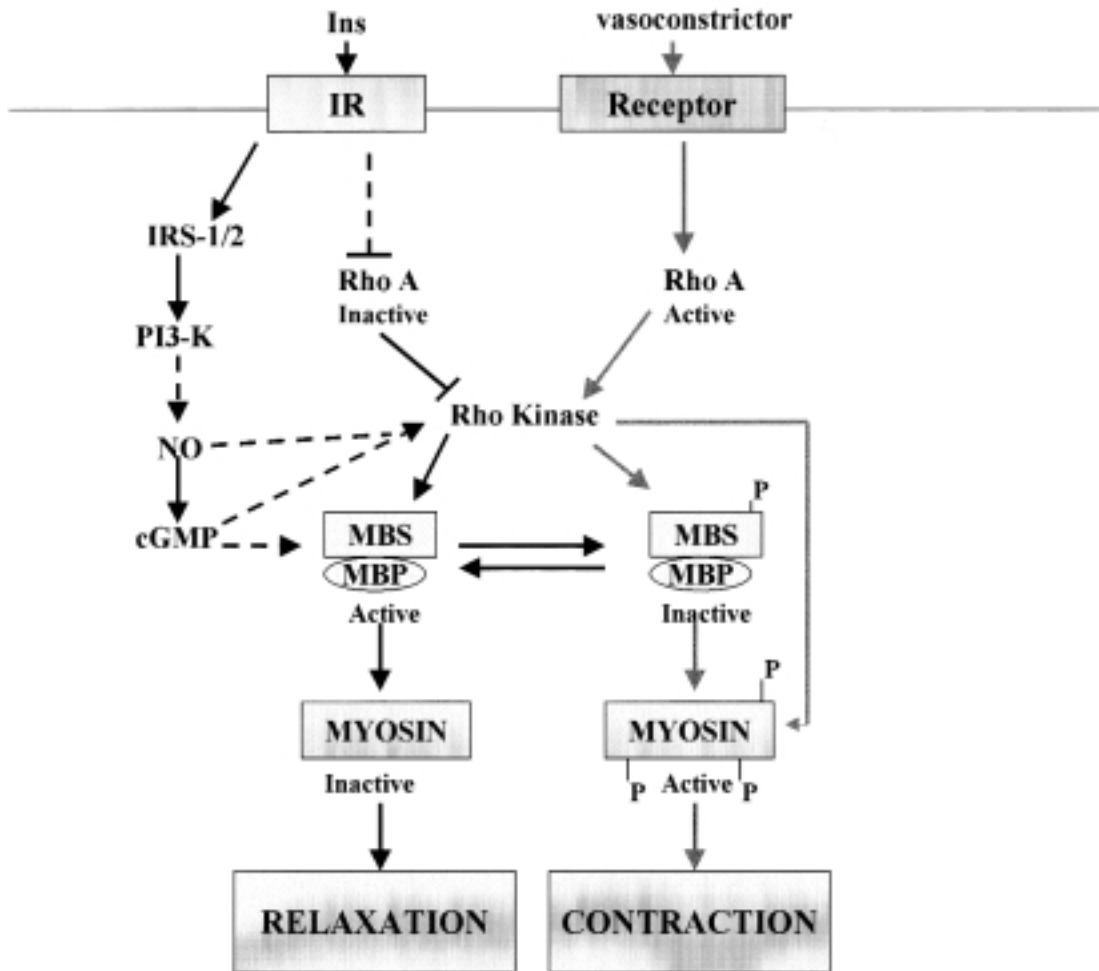 Ins
vasoconstrictor
IR
Receptor
IRS-1/2
Rho A
Inactive
Rho A
Active
PI3-K
Rho Kinase
NO
cGMP
MBS
MBP
Active
P
MBS
MBP
Inactive
P
MYOSIN
Inactive
MYOSIN
P
Active
P
RELAXATION
CONTRACTION